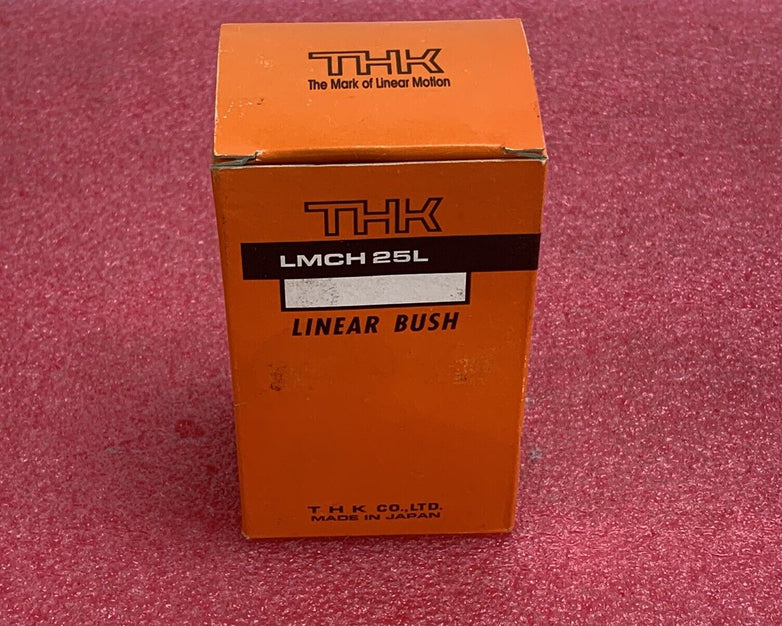 THK
The Mark of Linear Motion
THK
LMCH 25L
LINEAR BUSH
T H K CO.,LTD.
MADE IN JAPAN